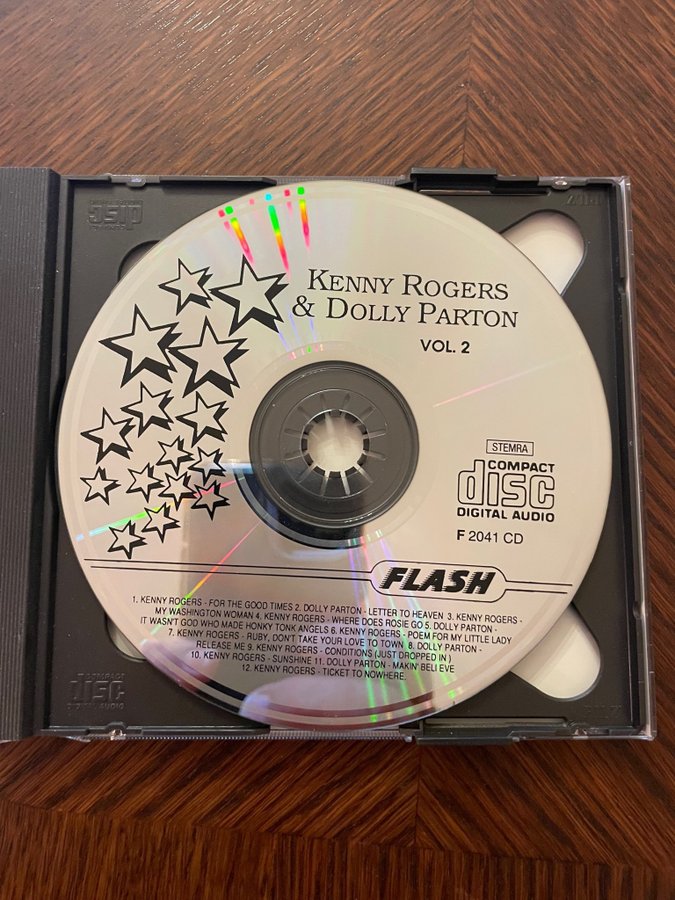 KENNY ROGERS
& DOLLY PARTON
VOL. 2
STEMRA
COMPACT
disc
DIGITAL AUDIO
F 2041 CD
FLASH
1. KENNY ROGERS - FOR THE GOOD TIMES 2. DOLLY PARTON - LETTER TO HEAVEN 3. KENNY ROGERS -
MY WASHINGTON WOMAN 4. KENNY ROGERS - WHERE DOES ROSIE GO 5. DOLLY PARTON -
IT WASN'T GOD WHO MADE HONKY TONK ANGELS 6. KENNY ROGERS - POEM FOR MY LITTLE LADY
7. KENNY ROGERS - RUBY, DON'T TAKE YOUR LOVE TO TOWN 8. DOLLY PARTON -
RELEASE ME 9. KENNY ROGERS - CONDITIONS (JUST DROPPED IN )
10. KENNY ROGERS - SUNSHINE 11. DOLLY PARTON - MAKIN' BELIEVE
12. KENNY ROGERS - TICKET TO NOWHERE.
COMPACT
disc
DIGITAL AUDIO